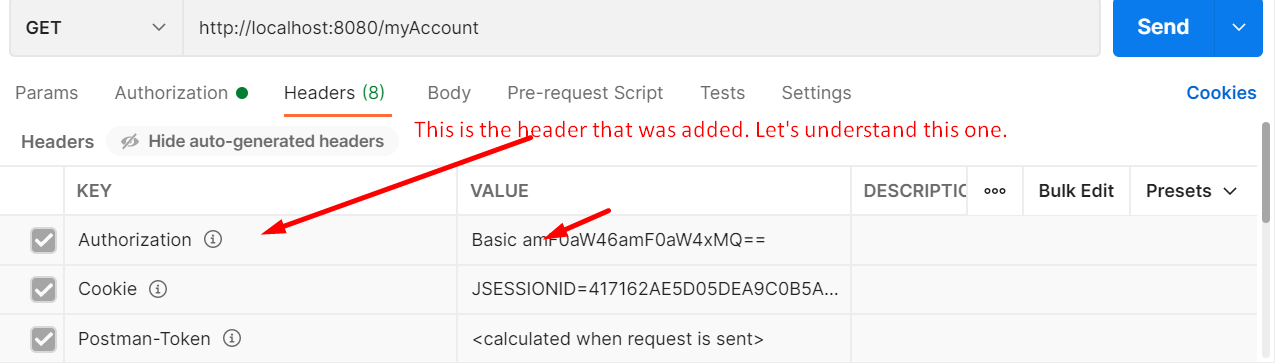 GET http://localhost:8080/myAccount Send
Params Authorization Headers (8) Body Pre-request Script Tests Settings Cookies
This is the header that was added. Let's understand this one.
Headers Hide auto-generated headers
KEY VALUE DESCRIPTIC ooo Bulk Edit Presets
Authorization Basic amF0aW46amF0aW4xMQ==
Cookie JSESSIONID=417162AE5D05DEA9C0B5A...
Postman-Token <calculated when request is sent>